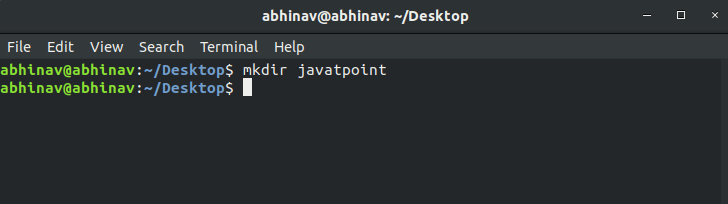 abhinav@abhinav: ~/Desktop
File Edit View Search Terminal Help
abhinav@abhinav:~/Desktop$ mkdir javatpoint
abhinav@abhinav:~/Desktop$